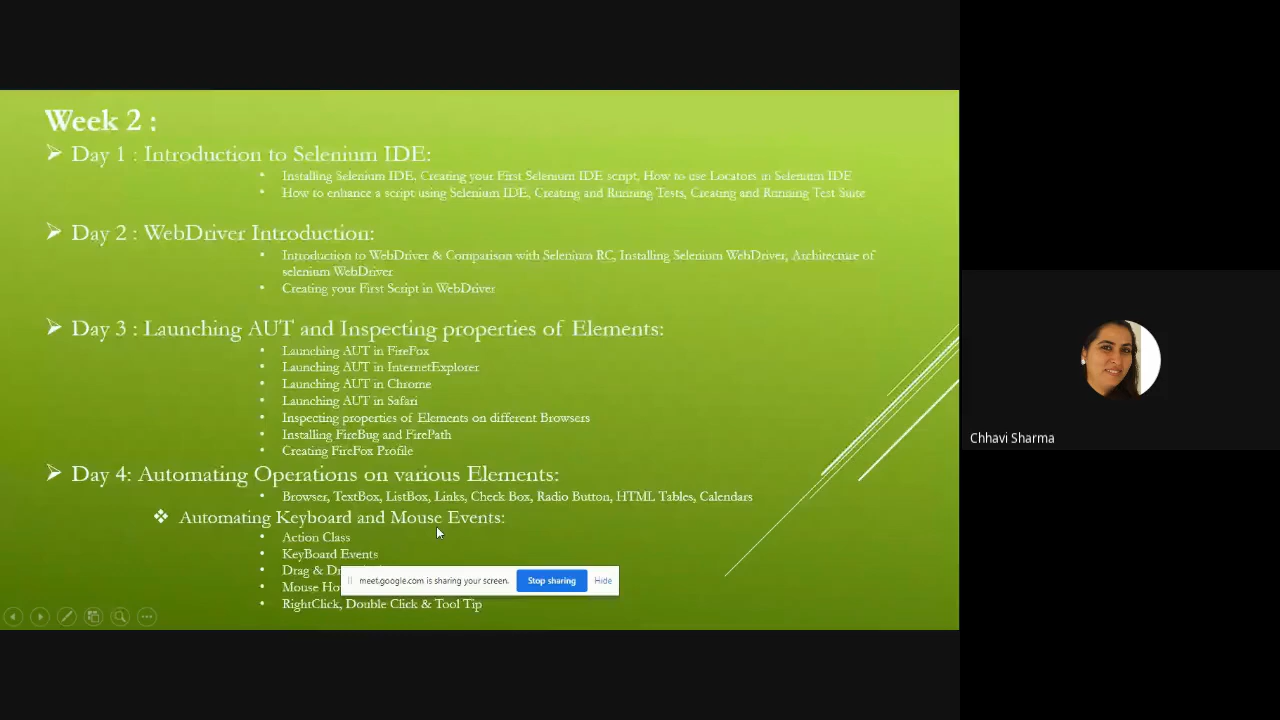 Week 2 :
Day 1 : Introduction to Selenium IDE:
Installing Selenium IDE, Creating your First Selenium IDE script, How to use Locators in Selenium IDE
How to enhance a script using Selenium IDE, Creating and Running Tests, Creating and Running Test Suite
Day 2 : WebDriver Introduction:
Introduction to WebDriver & Comparison with Selenium RC, Installing Selenium WebDriver, Architecture of
selenium WebDriver
Creating your First Script in WebDriver
Day 3 : Launching AUT and Inspecting properties of Elements:
Launching AUT in FireFox
Launching AUT in InternetExplorer
Launching AUT in Chrome
Launching AUT in Safari
Inspecting properties of Elements on different Browsers
Installing FireBug and FirePath
Creating FireFox Profile
Day 4: Automating Operations on various Elements:
Browser, TextBox, ListBox, Links, Check Box, Radio Button, HTML Tables, Calendars
Automating Keyboard and Mouse Events:
Action Class
KeyBoard Events
Drag &
Mouse
RightClick, Double Click & Tool Tip
meet.google.com is sharing your screen.
Stop sharing
Hide
Chhavi Sharma